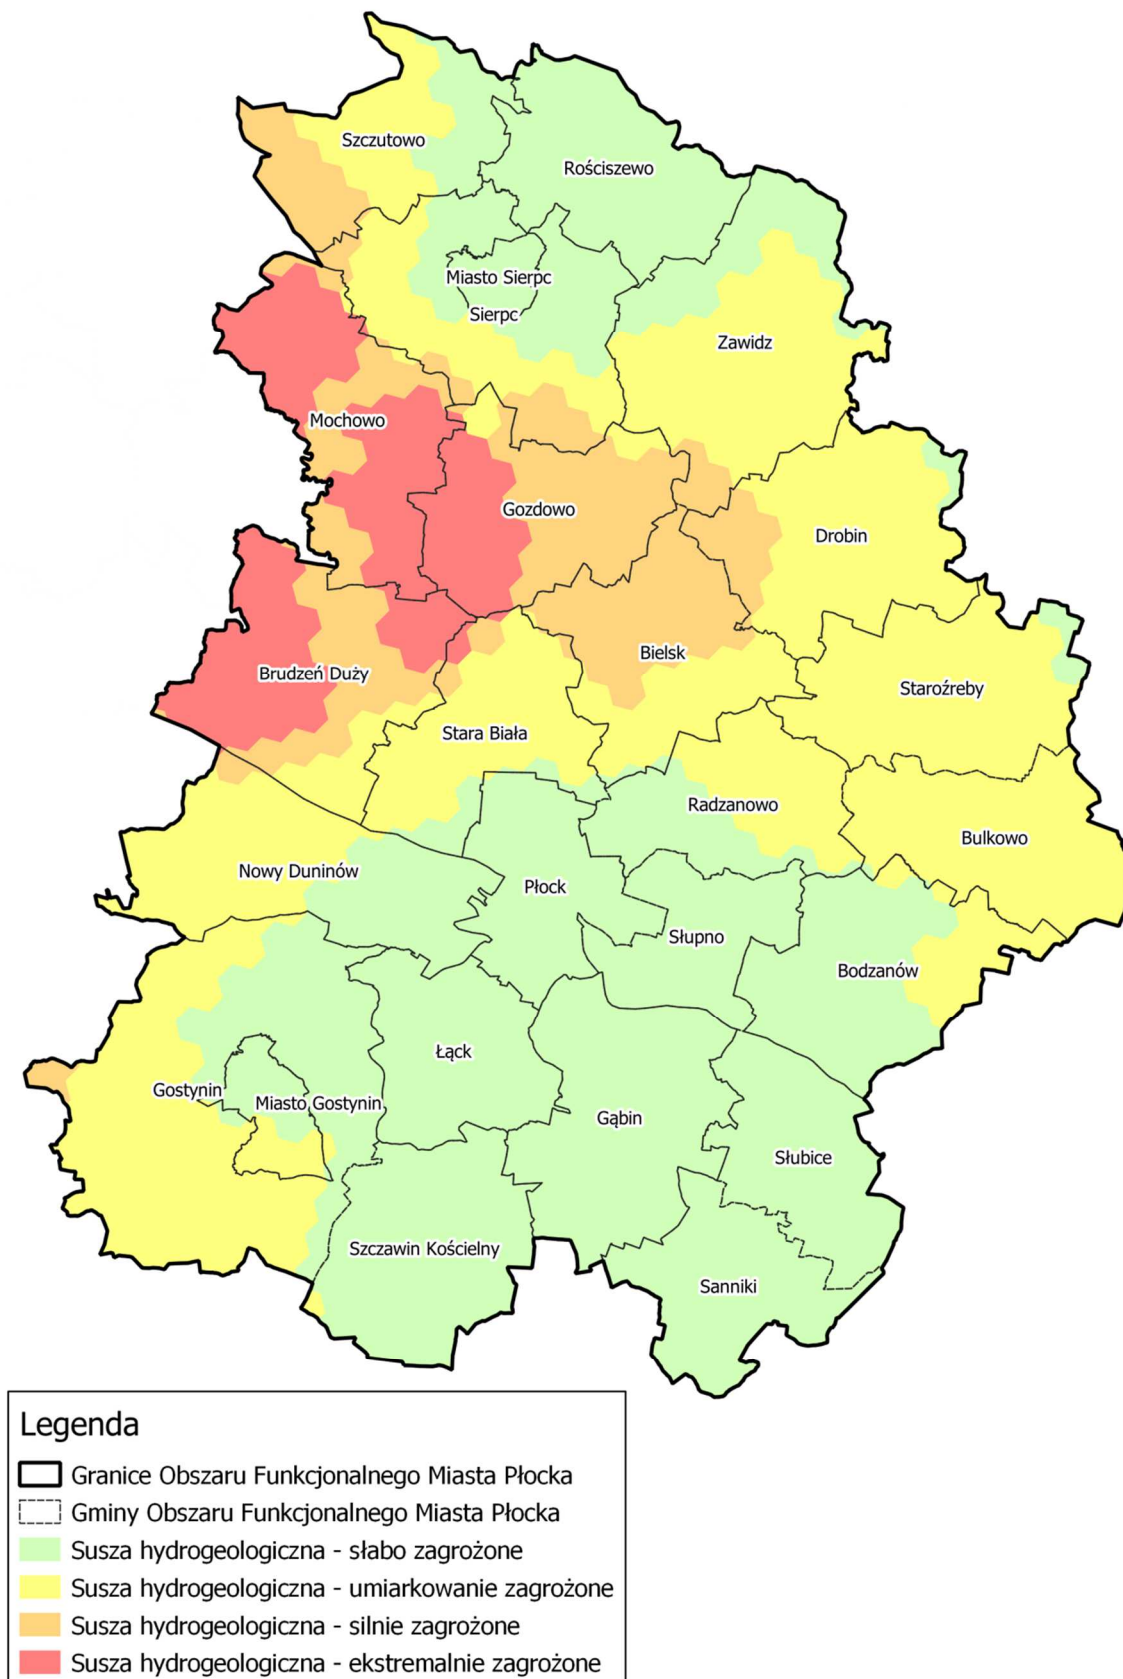 Szczutowo
Rościszewo
Miasto Sierpc
Sierpc
Zawidz
Mochowo
Gozdowo
Drobin
Bielsk
Brudzeń Duży
Staroźreby
Stara Biała
Radzanowo
Bulkowo
Nowy Duninów
Płock
Słupno
Bodzanów
Łąck
Gostynin
Miasto Gostynin
Gąbin
Słubice
Szczawin Kościelny
Sanniki
Legenda
Granice Obszaru Funkcjonalnego Miasta Płocka
Gminy Obszaru Funkcjonalnego Miasta Płocka
Susza hydrogeologiczna - słabo zagrożone
Susza hydrogeologiczna - umiarkowanie zagrożone
Susza hydrogeologiczna - silnie zagrożone
Susza hydrogeologiczna - ekstremalnie zagrożone